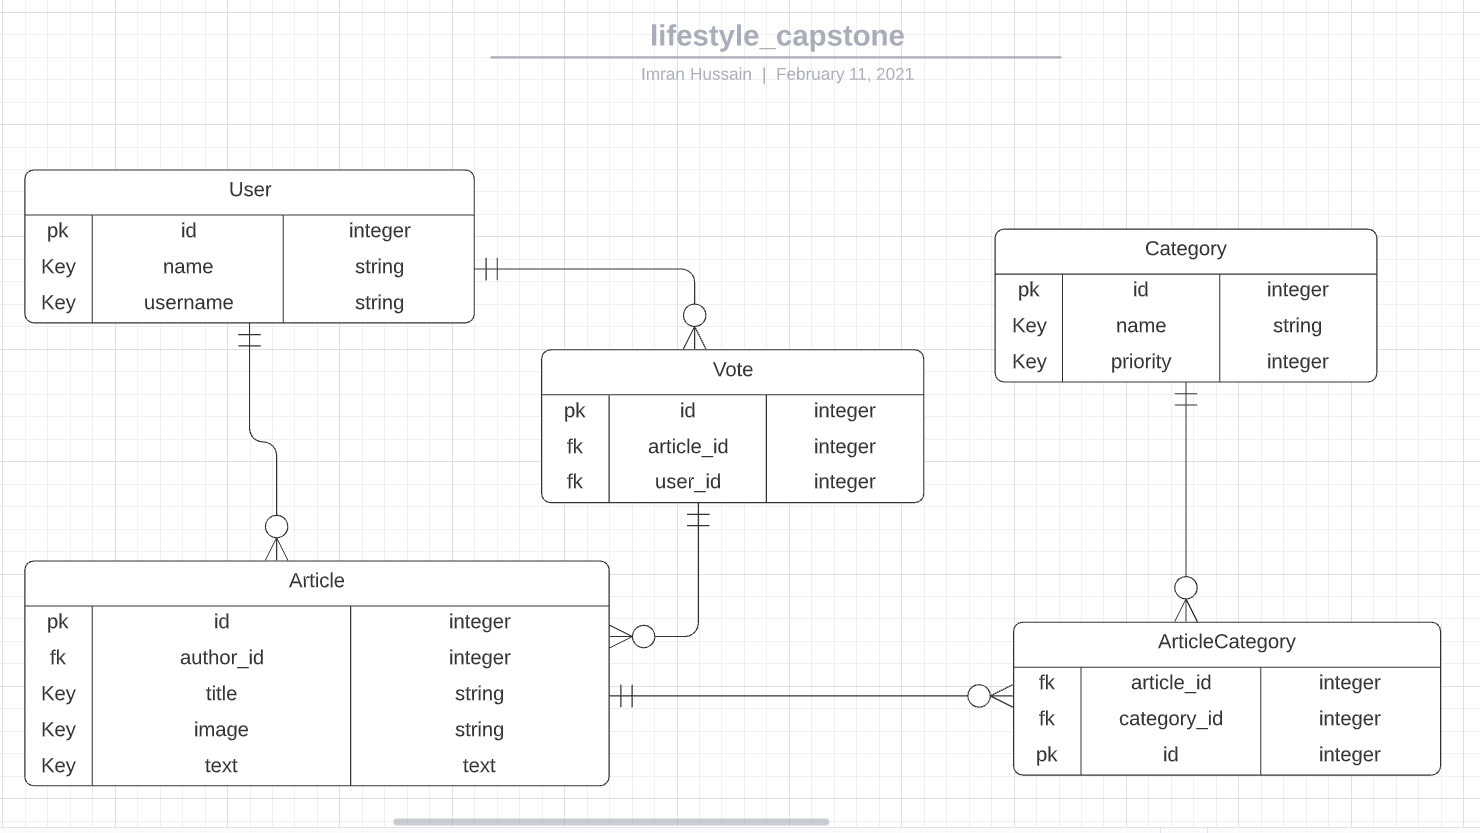 lifestyle_capstone
Imran Hussain | February 11, 2021
User
pk id integer
Key name string
Key username string
Category
pk id integer
Key name string
Key priority integer
Vote
pk id integer
fk article_id integer
fk user_id integer
Article
pk id integer
fk author_id integer
Key title string
Key image string
Key text text
ArticleCategory
fk article_id integer
fk category_id integer
pk id integer